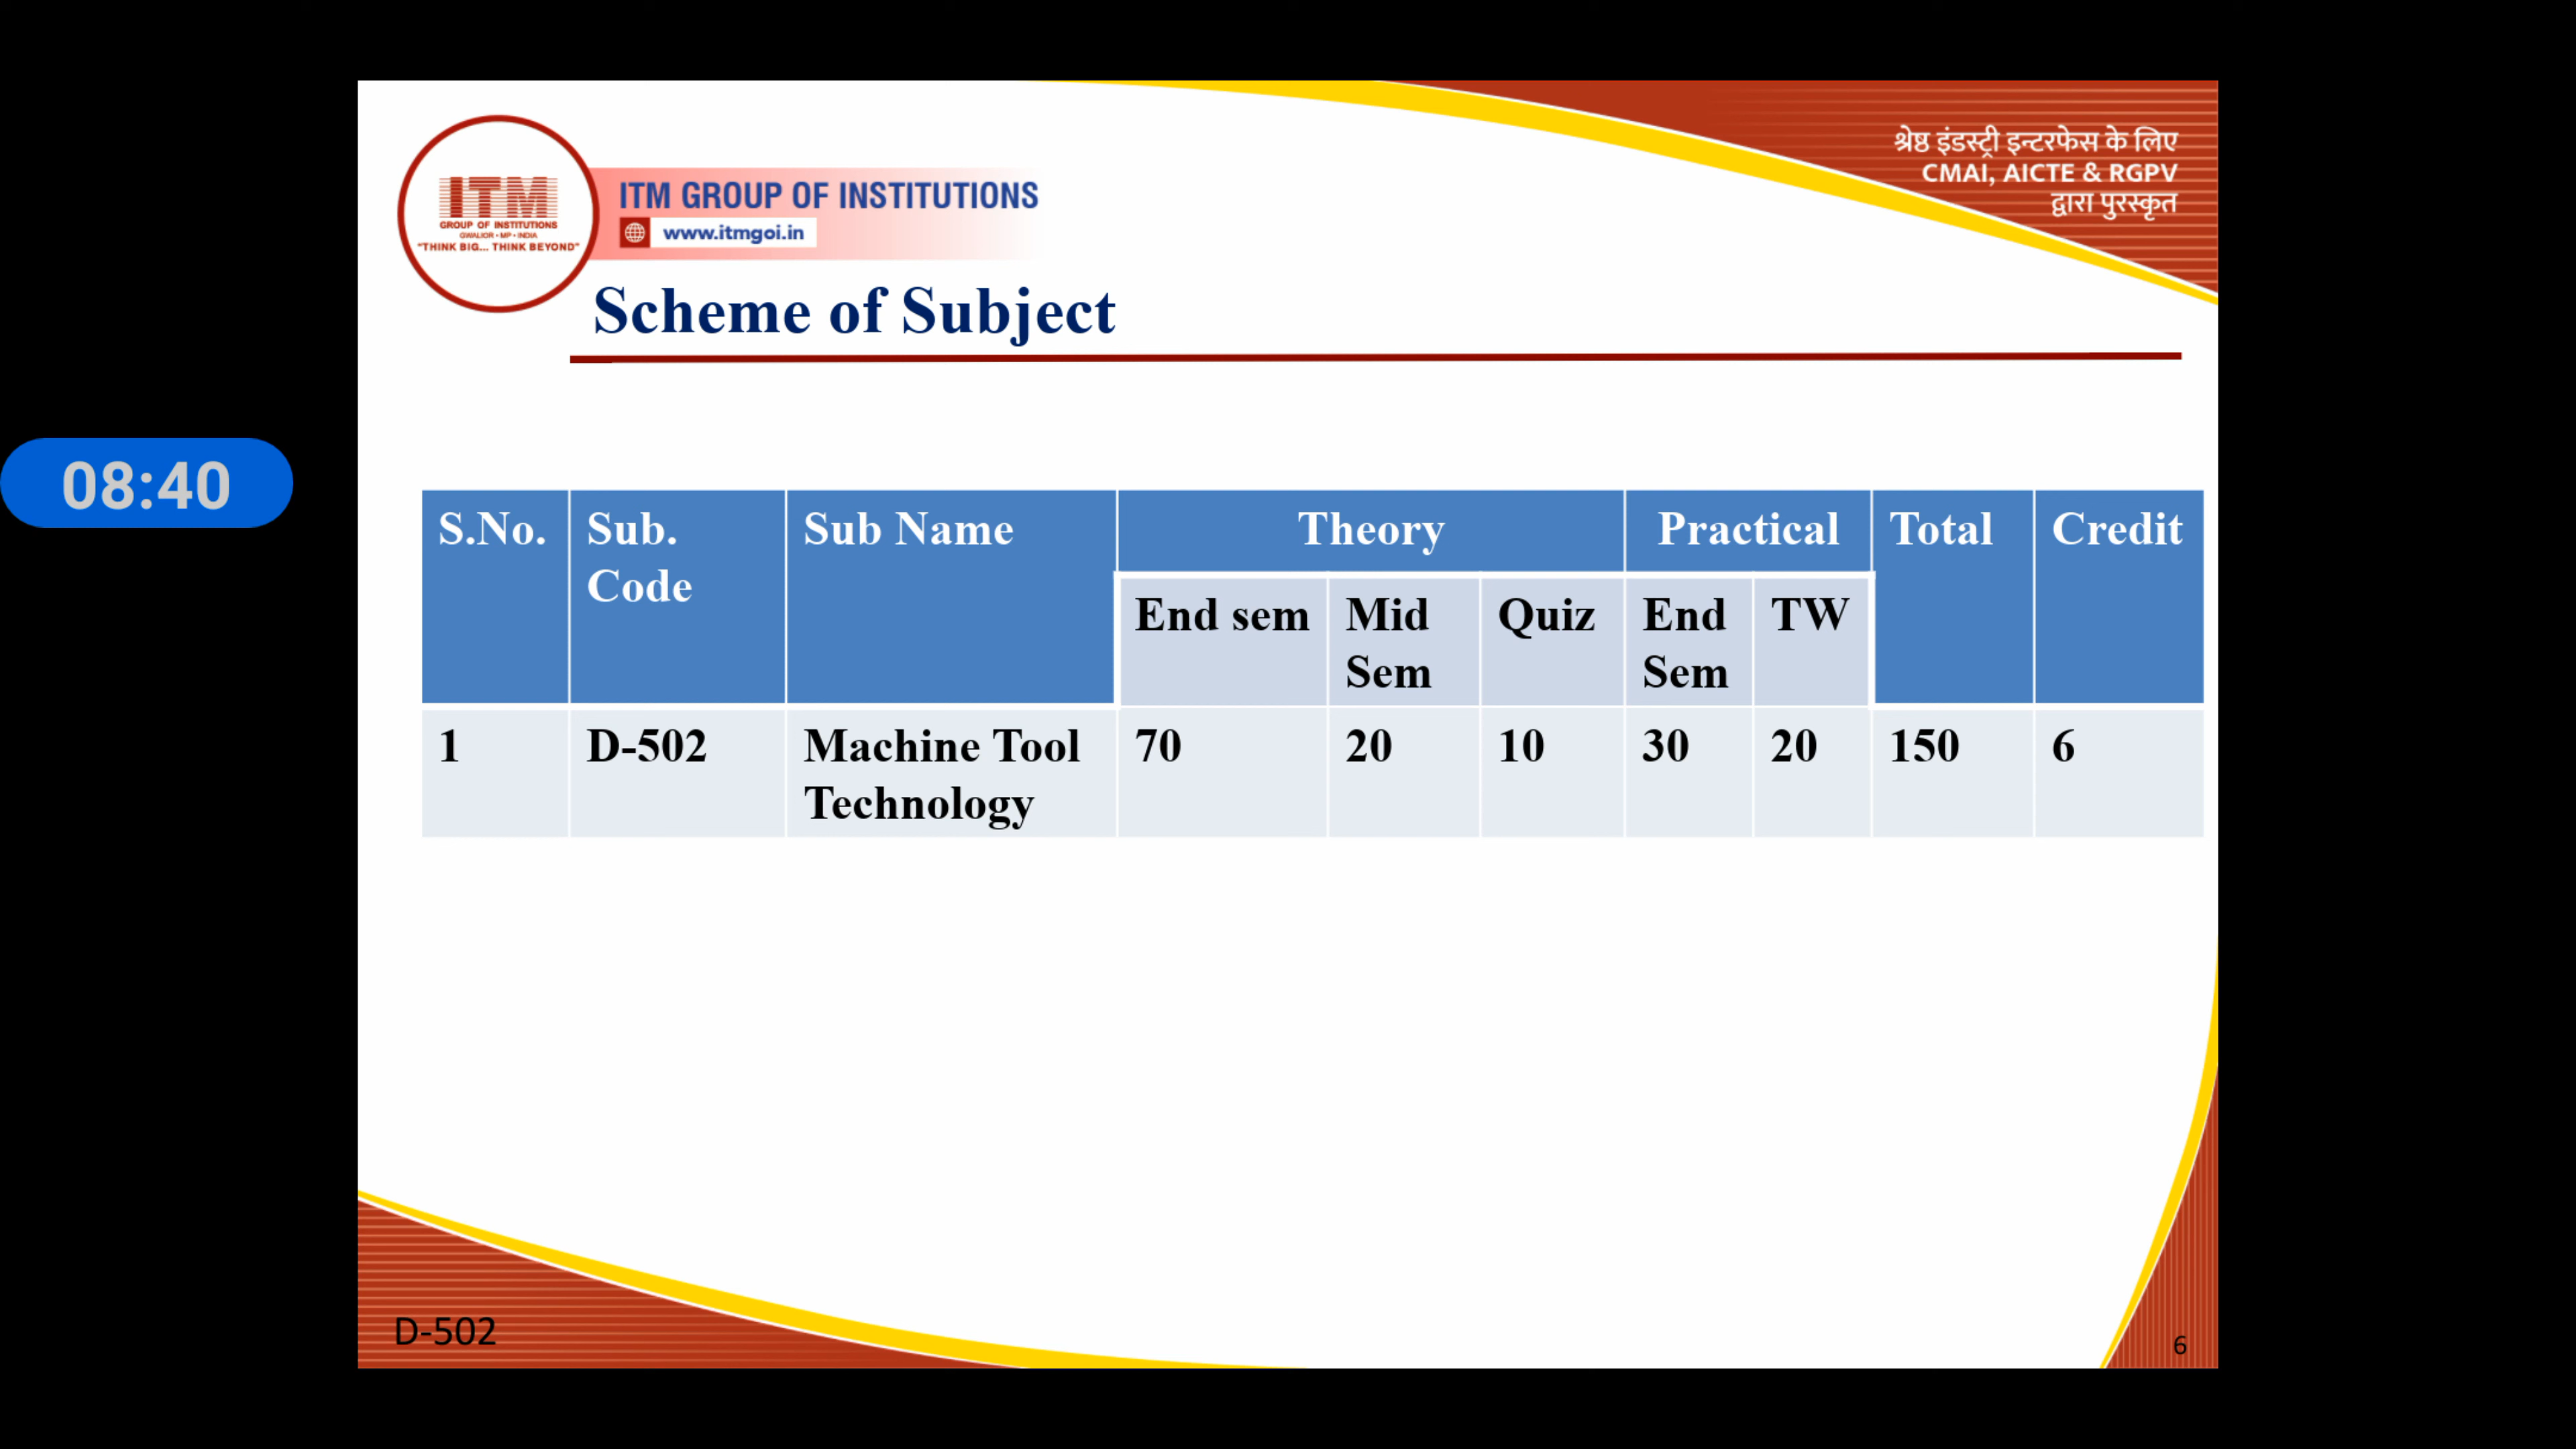 ITM
GROUP OF INSTITUTIONS
GWALIOR • MP • INDIA
"THINK BIG... THINK BEYOND"
ITM GROUP OF INSTITUTIONS
www.itmgoi.in
श्रेष्ठ इंडस्ट्री इन्टरफेस के लिए
CMAI, AICTE & RGPV
द्वारा पुरस्कृत
Scheme of Subject
08:40
S.No. Sub. Code Sub Name Theory Practical Total Credit
End sem Mid Sem Quiz End Sem TW
1 D-502 Machine Tool Technology 70 20 10 30 20 150 6
D-502
6